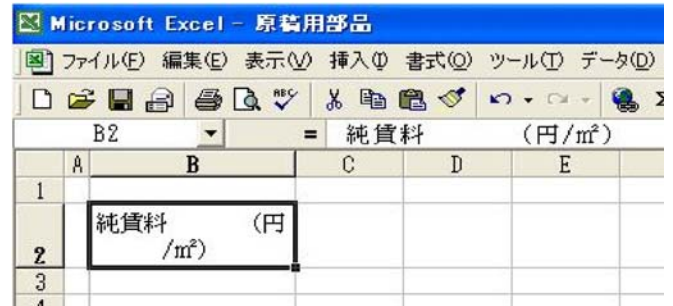 Microsoft Excel - 原稿用部品
ファイル(F) 編集(E) 表示(V) 挿入(I) 書式(O) ツール(T) データ(D)
ABC
B2 = 純賃料 (円/㎡)
A B C D E
1
純賃料 (円
2 /㎡)
3